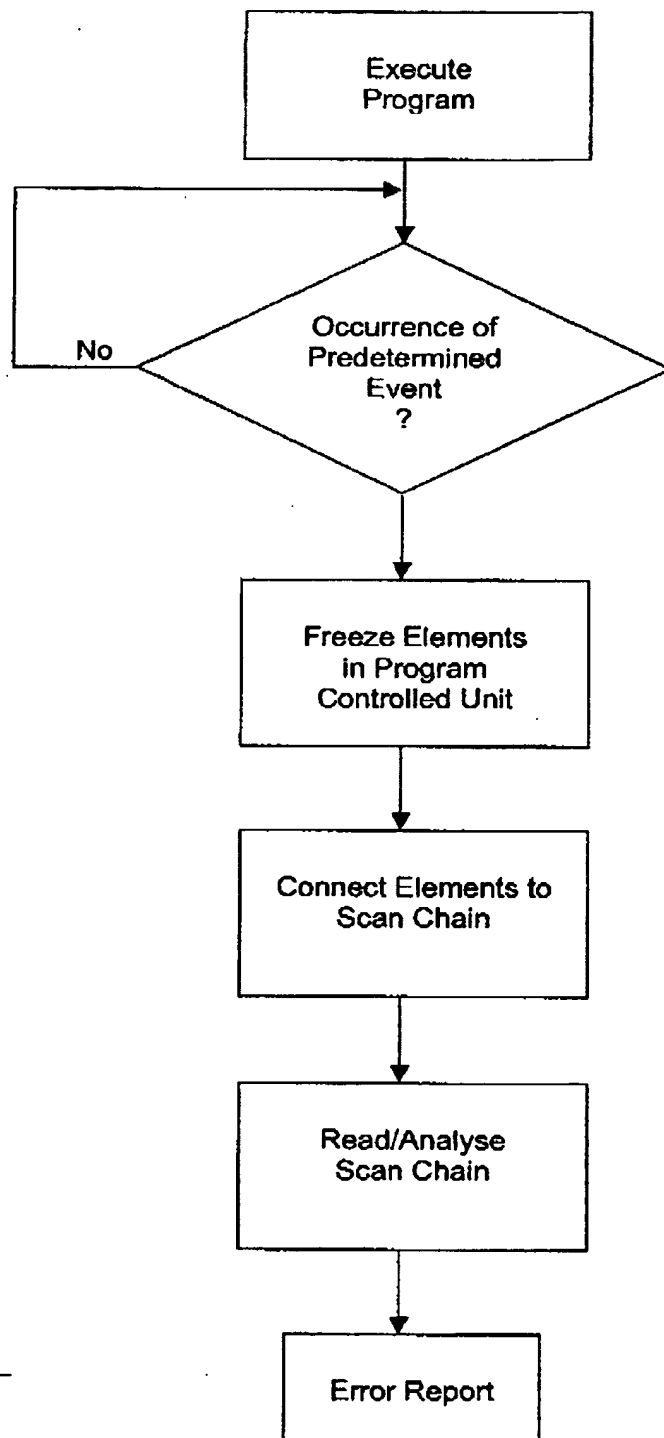 Execute
Program
Occurrence of
Predetermined
Event
?
No
Freeze Elements
in Program
Controlled Unit
Connect Elements to
Scan Chain
Read/Analyse
Scan Chain
Error Report